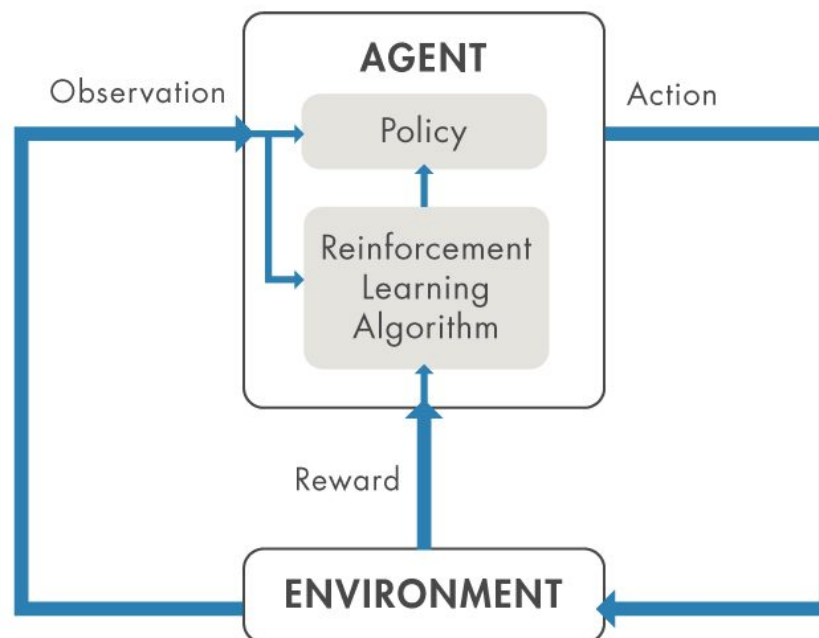 AGENT
Observation
Action
Policy
Reinforcement
Learning
Algorithm
Reward
ENVIRONMENT